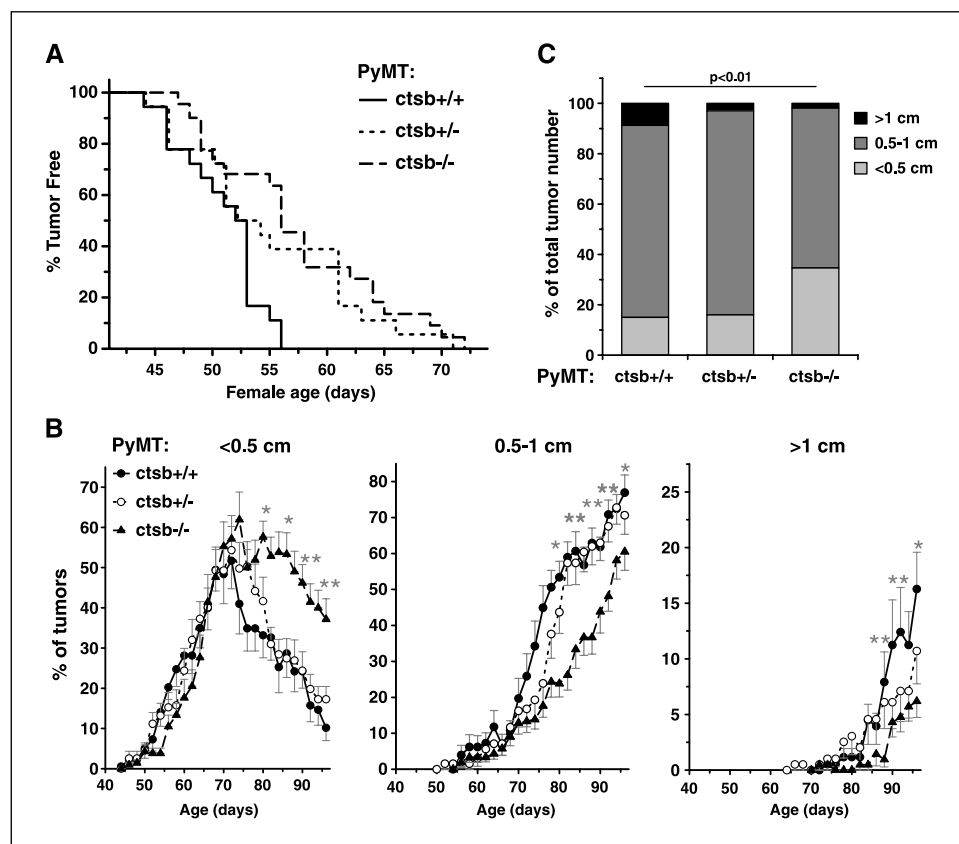 A
PyMT:
ctsb+/+
ctsb+/-
ctsb-/-
% Tumor Free
100
80
60
40
20
0
45 50 55 60 65 70
Female age (days)
C
p<0.01
>1 cm
0.5-1 cm
<0.5 cm
% of total tumor number
100
80
60
40
20
0
PyMT: ctsb+/+ ctsb+/- ctsb-/-
B
PyMT:
ctsb+/+
ctsb+/-
ctsb-/-
<0.5 cm
% of tumors
70
60
50
40
30
20
10
0
* * ** **
40 50 60 70 80 90
Age (days)
0.5-1 cm
80
70
60
50
40
30
20
10
0
* ** ** ** *
40 50 60 70 80 90
Age (days)
>1 cm
25
20
15
10
5
0
** ** *
40 50 60 70 80 90
Age (days)